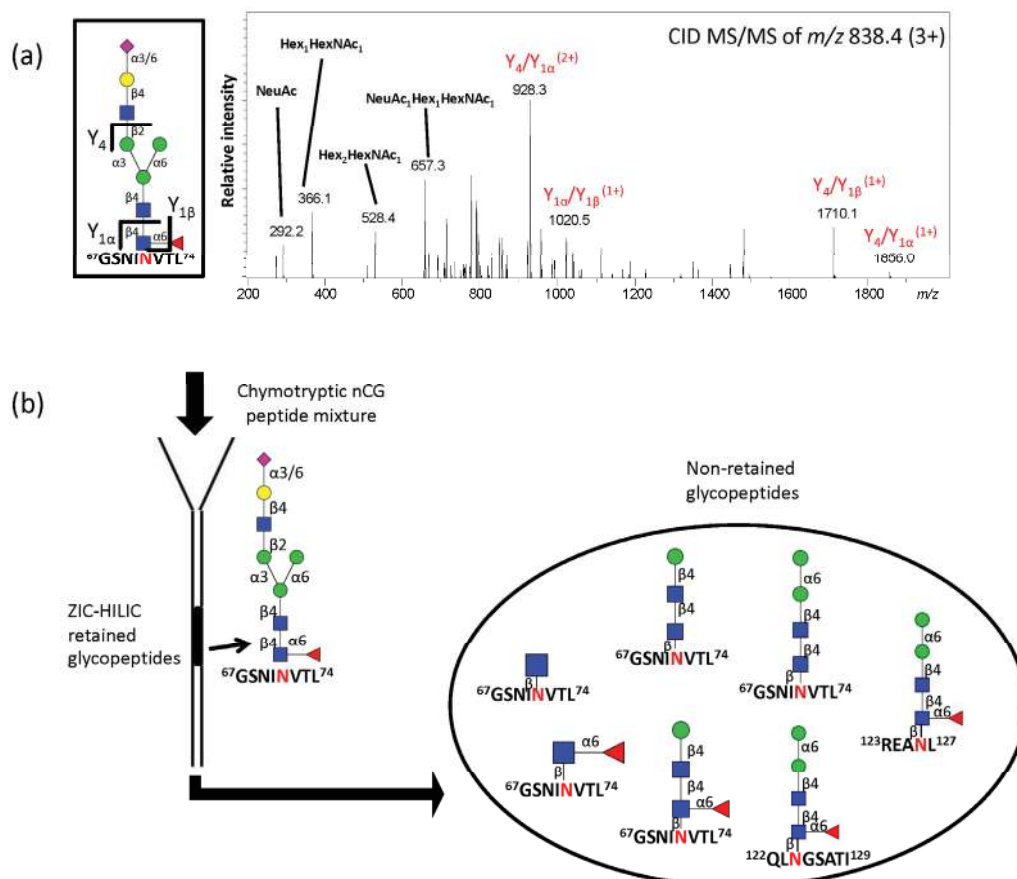 (a)
α3/6
β4
β2
Y4
α3 α6
β4
Y1β
Y1α
β4 α6
67GSNINVTL74
CID MS/MS of m/z 838.4 (3+)
Relative intensity
NeuAc
292.2
Hex1HexNAc1
366.1
Hex2HexNAc1
528.4
NeuAc1Hex1HexNAc1
657.3
Y4/Y1α(2+)
928.3
Y1α/Y1β(1+)
1020.5
Y4/Y1β(1+)
1710.1
Y4/Y1α(1+)
200 400 600 800 1000 1200 1400 1600 1800 m/z
(b)
Chymotryptic nCG
peptide mixture
α3/6
β4
β2
α3 α6
β4
β4 α6
67GSNINVTL74
ZIC-HILIC
retained
glycopeptides
Non-retained
glycopeptides
β
67GSNINVTL74
β4
β4
β
67GSNINVTL74
α6
β4
β4
β
67GSNINVTL74
α6
β4
β4
α6
β
123REANL127
α6
β
67GSNINVTL74
β4
β4
α6
β
67GSNINVTL74
α6
β4
β4
α6
β
122QLNGSATI129